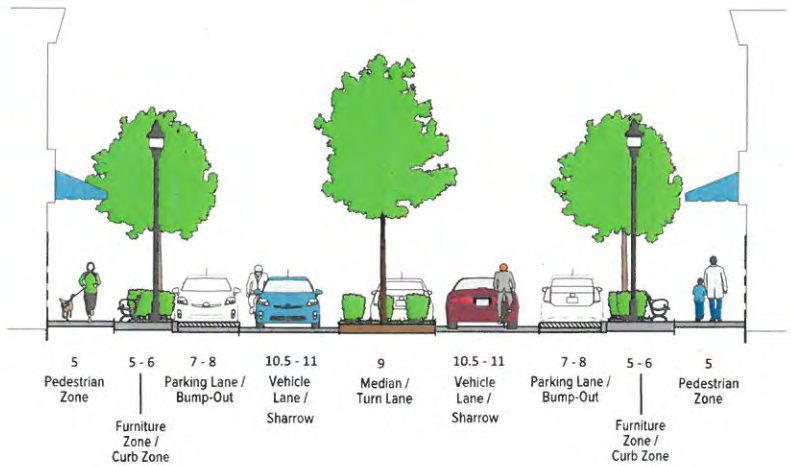 5
Pedestrian
Zone
5 - 6
Furniture
Zone /
Curb Zone
7 - 8
Parking Lane /
Bump-Out
10.5 - 11
Vehicle
Lane /
Sharrow
9
Median /
Turn Lane
10.5 - 11
Vehicle
Lane /
Sharrow
7 - 8
Parking Lane /
Bump-Out
5 - 6
Furniture
Zone /
Curb Zone
5
Pedestrian
Zone